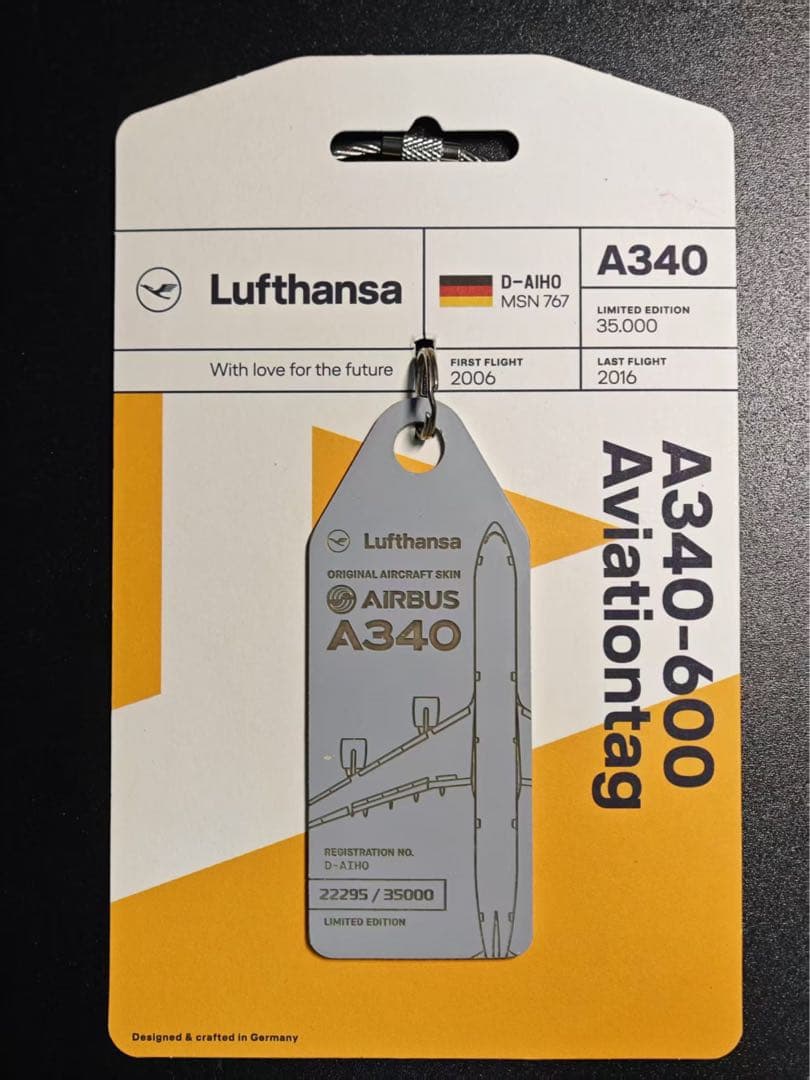 Lufthansa
D-AIHO
MSN 767
A340
LIMITED EDITION
35.000
With love for the future
FIRST FLIGHT
2006
LAST FLIGHT
2016
A340-600
Aviationtag
Lufthansa
ORIGINAL AIRCRAFT SKIN
AIRBUS
A340
REGISTRATION NO.
D-AIHO
22295 / 35000
LIMITED EDITION
Designed & crafted in Germany